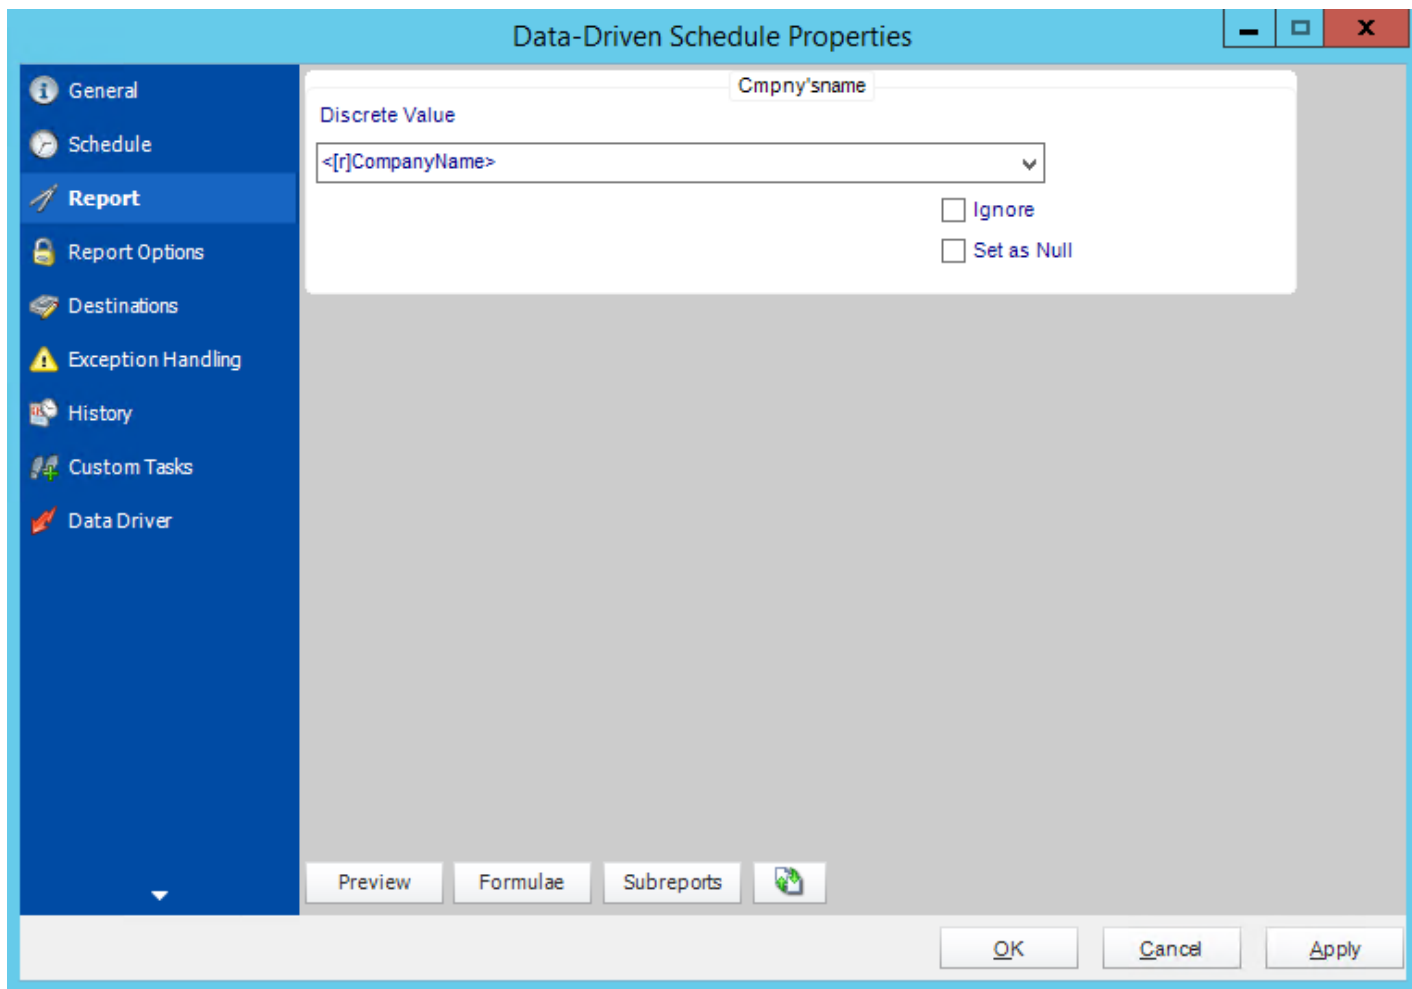 Data-Driven Schedule Properties
General
Schedule
Report
Report Options
Destinations
Exception Handling
History
Custom Tasks
Data Driver
Cmpny'sname
Discrete Value
<[r]CompanyName>
Ignore
Set as Null
Preview Formulae Subreports
OK Cancel Apply